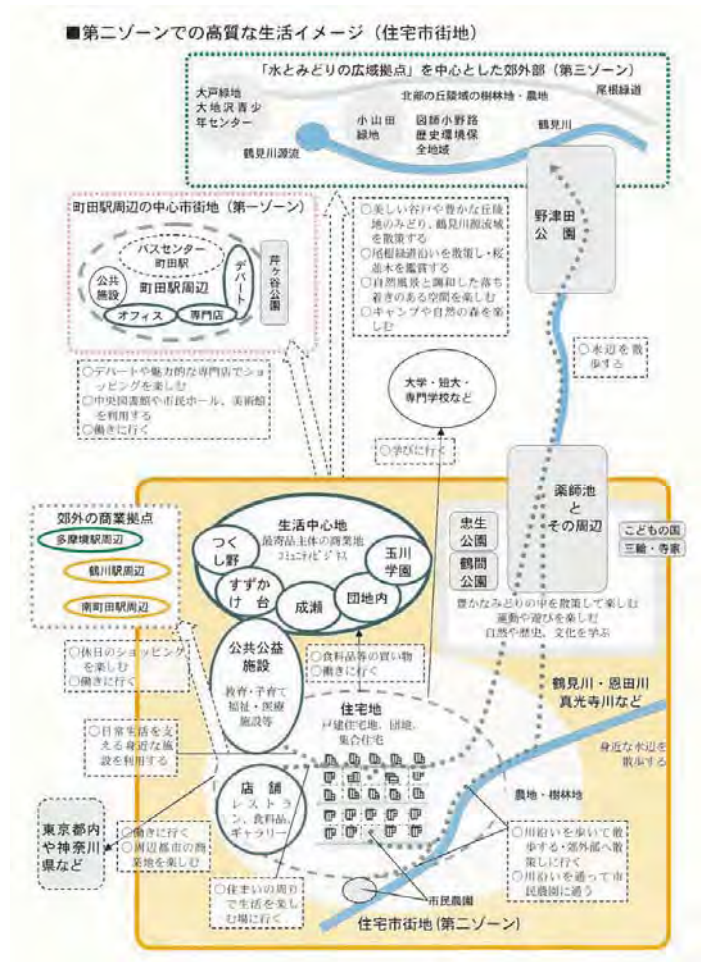 ■第二ゾーンでの高質な生活イメージ（住宅市街地）
「水とみどりの広域拠点」を中心とした郊外部（第三ゾーン）
大戸緑地
大地沢青少
年センター
北部の丘陵域の樹林地・農地
尾根緑道
小山田
緑地
図師小野路
歴史環境保
全地域
鶴見川
鶴見川源流
町田駅周辺の中心市街地（第一ゾーン）
バスセンター
町田駅
公共
施設
町田駅周辺
デパート
オフィス
専門店
芹ヶ谷公園
○美しい谷戸や豊かな丘陵
地のみどり、鶴見川源流域
を散策する
○尾根緑道沿いを散策し・桜
並木を鑑賞する
○自然風景と調和した落ち
着きのある空間を楽しむ
○キャンプや自然の森を楽
しむ
野津田
公園
○水辺を散
歩する
○デパートや魅力的な専門店でショ
ッピングを楽しむ
○中央図書館や市民ホール、美術館
を利用する
○働きに行く
大学・短大・
専門学校など
○学びに行く
郊外の商業拠点
多摩境駅周辺
鶴川駅周辺
南町田駅周辺
生活中心地
最寄品主体の商業地
コミュニティビジネス
つく
し野
すずか
け台
成瀬
団地内
玉川
学園
忠生
公園
鶴間
公園
薬師池
と
その周辺
こどもの国
三輪・寺家
豊かなみどりの中を散策して楽しむ
運動や遊びを楽しむ
自然や歴史、文化を学ぶ
○休日のショッピング
を楽しむ
○働きに行く
公共公益
施設
教育・子育て
福祉・医療
施設等
○食料品等の買い物
○働きに行く
住宅地
戸建住宅地、団地、
集合住宅
鶴見川・恩田川
真光寺川など
身近な水辺を
散歩する
○日常生活を支
える身近な施
設を利用する
店舗
レストラ
ン、食料品、
ギャラリー
農地・樹林地
東京都内
や神奈川
県など
○働きに行く
○周辺都市の商
業地を楽しむ
○川沿いを歩いて散
歩する・郊外部へ散
策しに行く
○川沿いを通って市
民農園に通う
○住まいの周り
で生活を楽し
む場に行く
市民農園
住宅市街地（第二ゾーン）